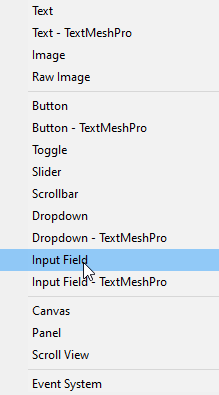 Text
Text - TextMeshPro
Image
Raw Image
Button
Button - TextMeshPro
Toggle
Slider
Scrollbar
Dropdown
Dropdown - TextMeshPro
Input Field
Input Field - TextMeshPro
Canvas
Panel
Scroll View
Event System